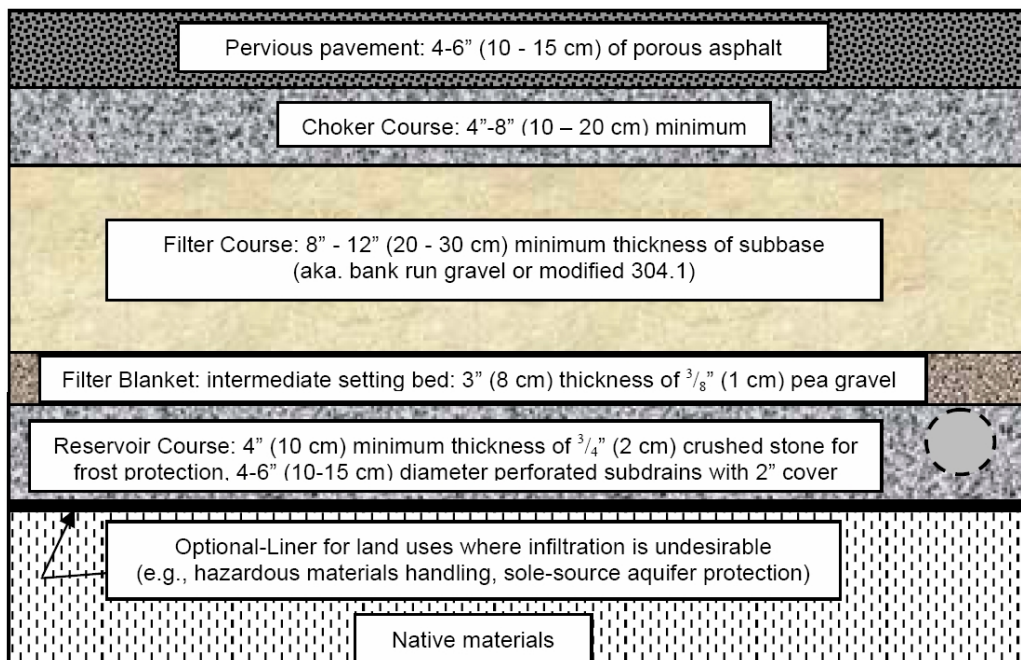 Pervious pavement: 4-6” (10 - 15 cm) of porous asphalt
Choker Course: 4”-8” (10 – 20 cm) minimum
Filter Course: 8” - 12” (20 - 30 cm) minimum thickness of subbase
(aka. bank run gravel or modified 304.1)
Filter Blanket: intermediate setting bed: 3” (8 cm) thickness of 3/8” (1 cm) pea gravel
Reservoir Course: 4” (10 cm) minimum thickness of 3/4” (2 cm) crushed stone for
frost protection, 4-6” (10-15 cm) diameter perforated subdrains with 2” cover
Optional-Liner for land uses where infiltration is undesirable
(e.g., hazardous materials handling, sole-source aquifer protection)
Native materials